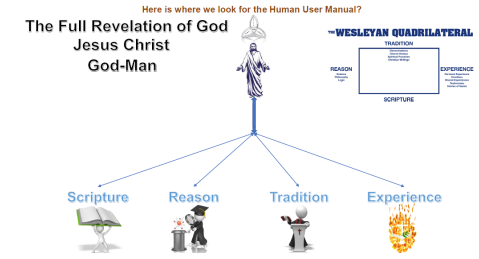 Here is where we look for the Human User Manual?
The Full Revelation of God
Jesus Christ
God-Man
THE WESLEYAN QUADRILATERAL
TRADITION
REASON
EXPERIENCE
SCRIPTURE
Scripture
Reason
Tradition
Experience